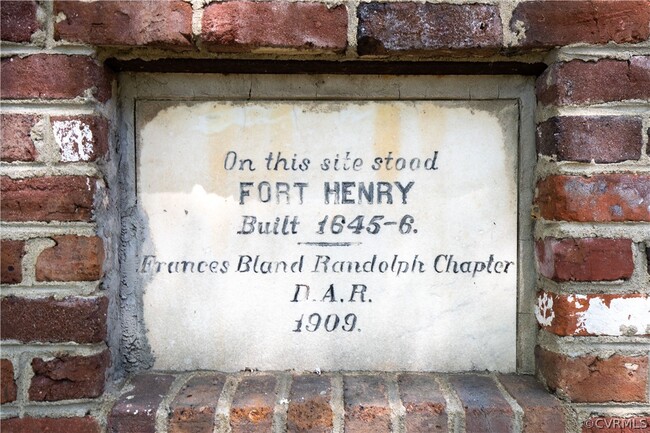 On this site stood
FORT HENRY
Built 1645-6.
Frances Bland Randolph Chapter
D.A.R.
1909.
©CVRMLS